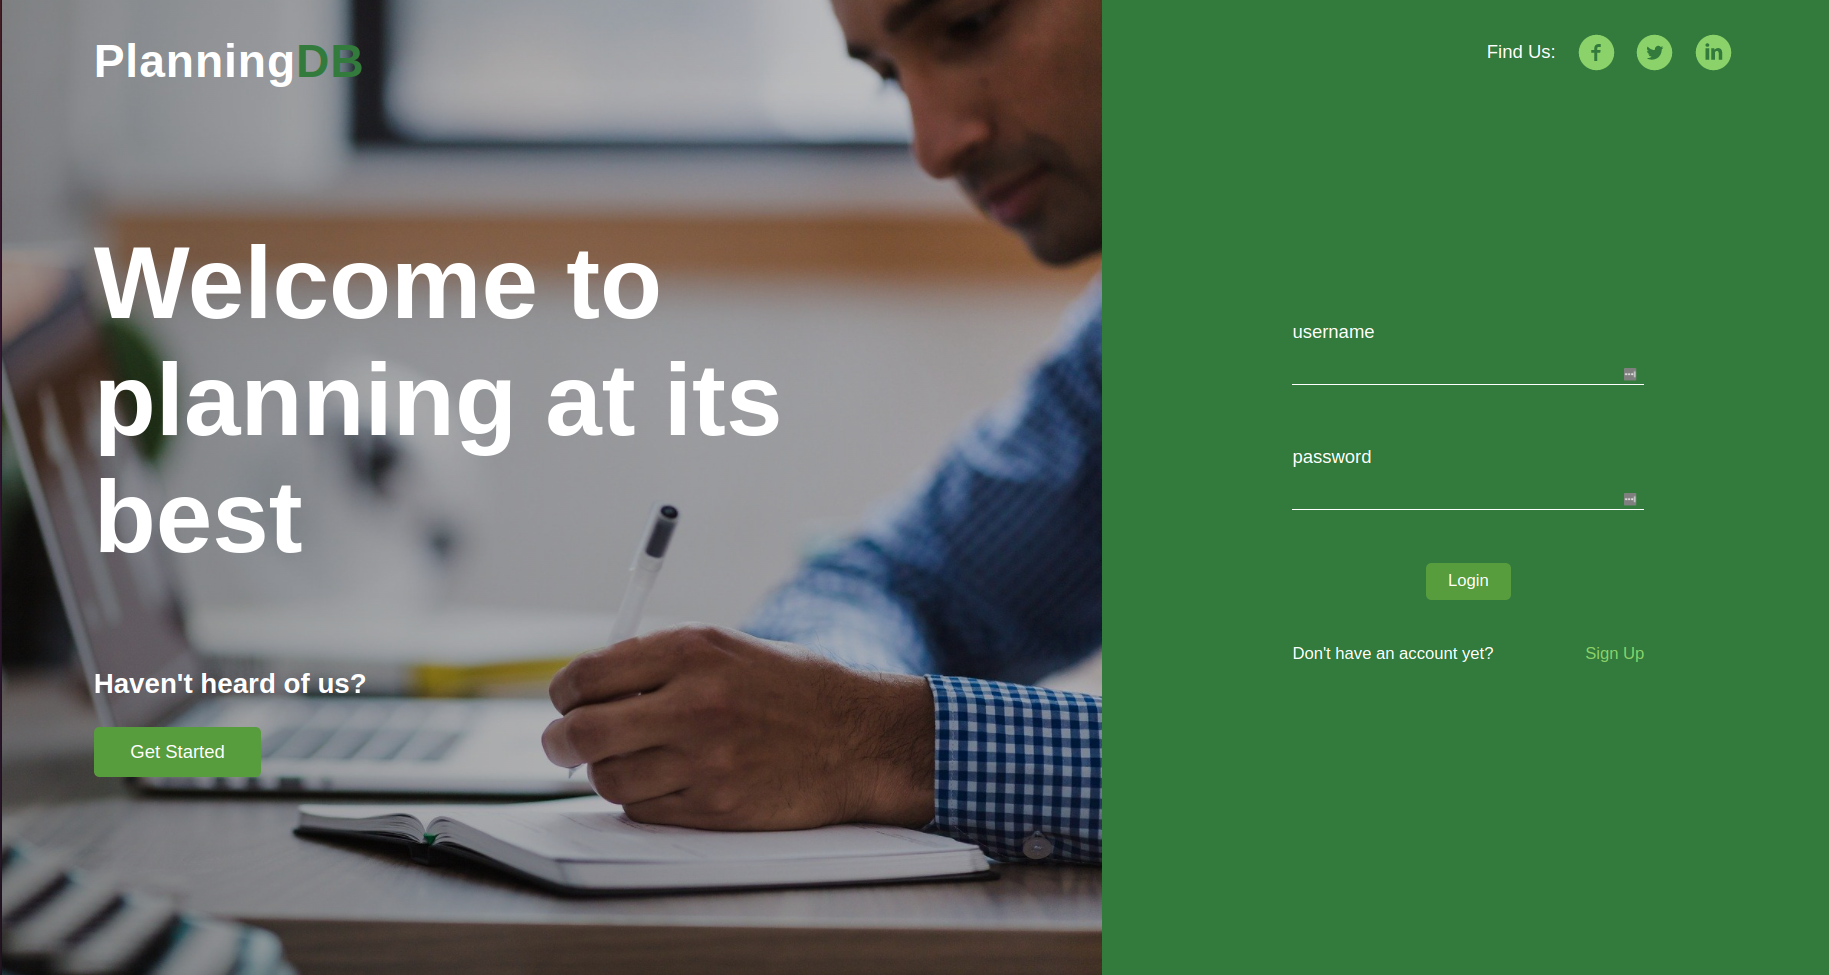 PlanningDB
Find Us:
Welcome to
planning at its
best
Haven't heard of us?
Get Started
username
password
Login
Don't have an account yet? Sign Up